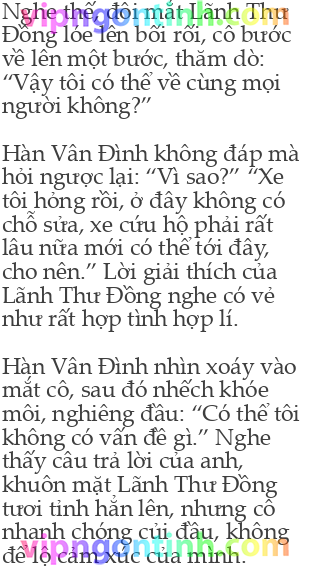 Nghe thế, đôi mắt Lãnh Thư
Đồng lóe lên bối rối, cô bước
về lên một bước, thăm dò:
“Vậy tôi có thể về cùng mọi
người không?”
Hàn Vân Đình không đáp mà
hỏi ngược lại: “Vì sao?” “Xe
tôi hỏng rồi, ở đây không có
chỗ sửa, xe cứu hộ phải rất
lâu nữa mới có thể tới đây,
cho nên.” Lời giải thích của
Lãnh Thư Đồng nghe có vẻ
như rất hợp tình hợp lí.
Hàn Vân Đình nhìn xoáy vào
mắt cô, sau đó nhếch khóe
môi, nghiêng đầu: “Có thể tôi
không có vấn đề gì.” Nghe
thấy câu trả lời của anh,
khuôn mặt Lãnh Thư Đồng
tươi tỉnh hẳn lên, nhưng cô
nhanh chóng cúi đầu, không
để lộ cảm xúc của mình.
vipngontinh.com
vipngontinh.com